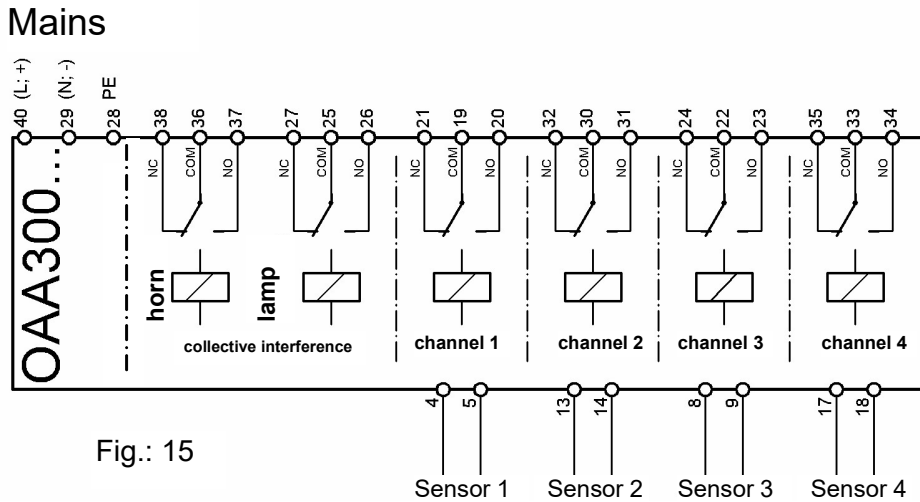 Mains
40 (L; +)
29 (N; -)
28 PE
38
36
37
27
25
26
21
19
20
32
30
31
24
22
23
35
33
34
NC
COM
NO
NC
COM
NO
NC
COM
NO
NC
COM
NO
NC
COM
NO
NC
COM
NO
OAA300...
horn
lamp
collective interference
channel 1
channel 2
channel 3
channel 4
4
5
13
14
8
9
17
18
Fig.: 15
Sensor 1
Sensor 2
Sensor 3
Sensor 4